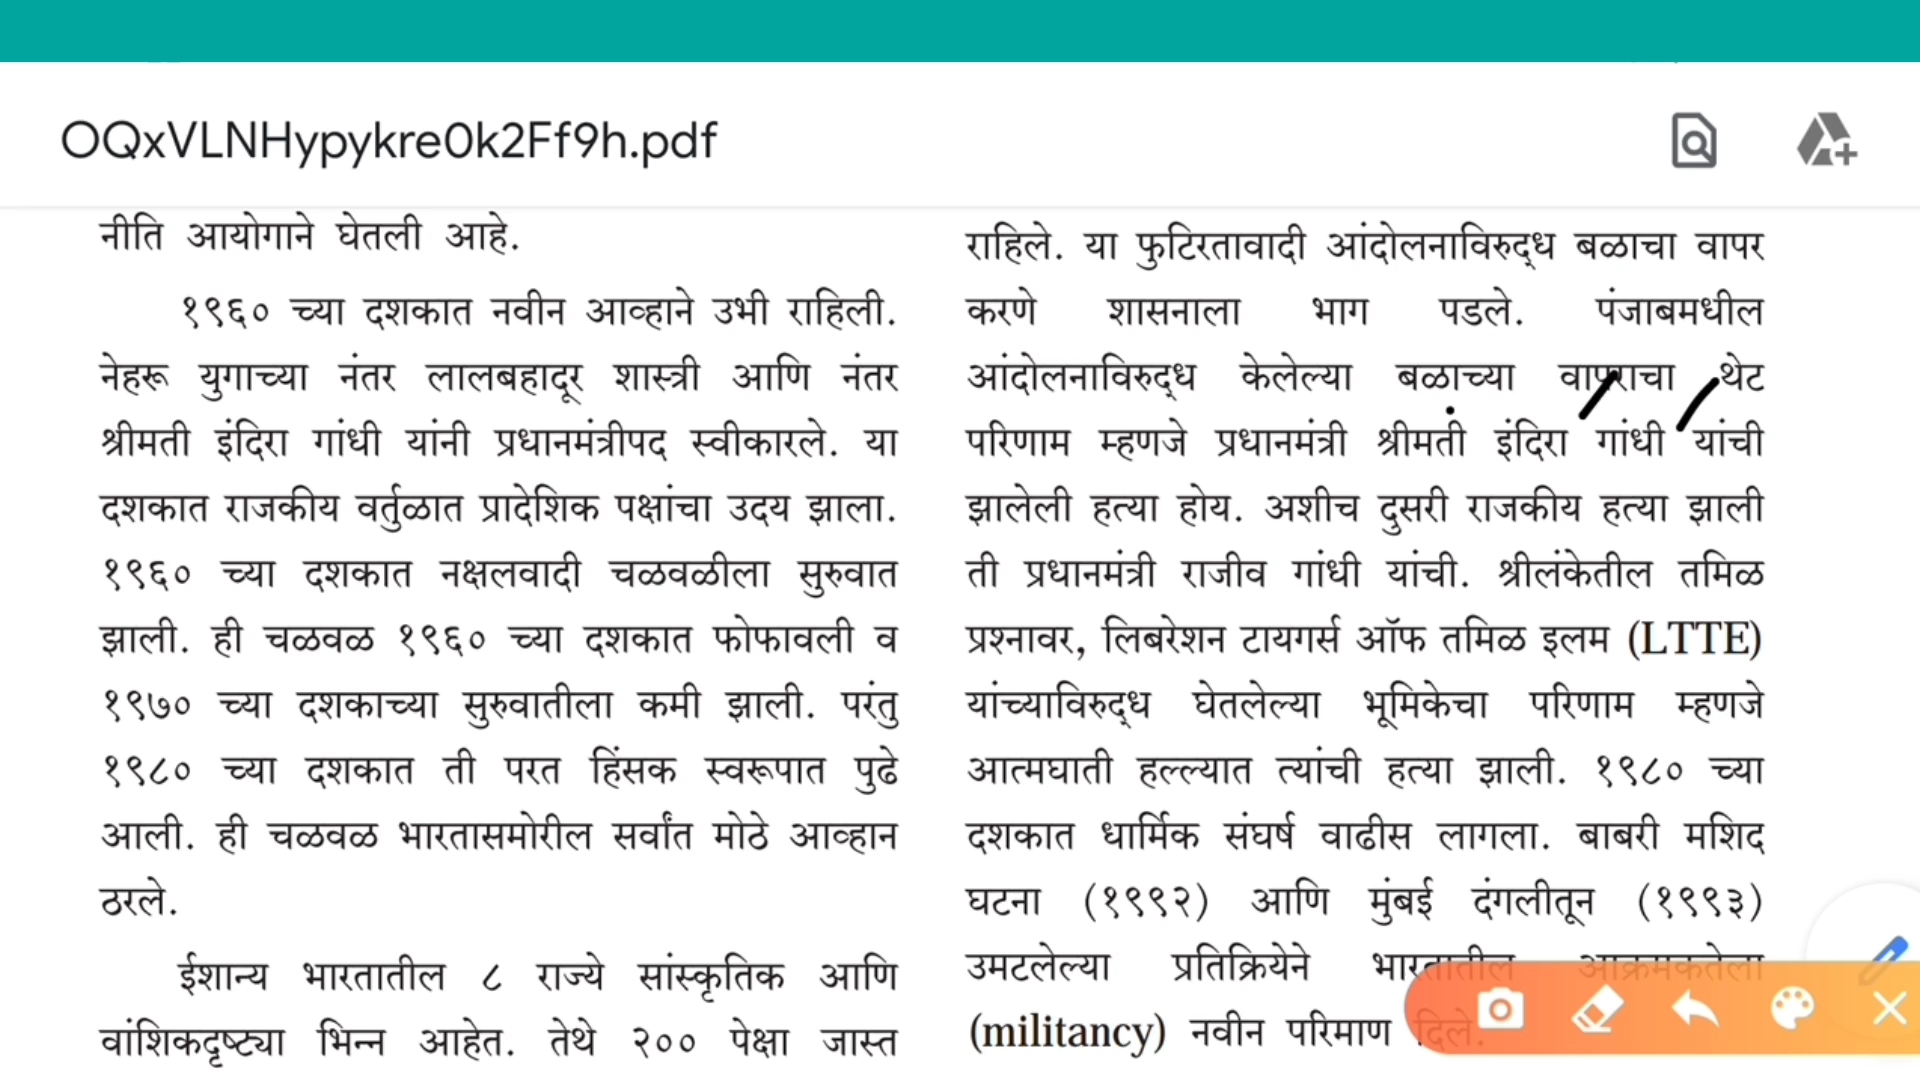 OQxVLNHypykre0k2Ff9h.pdf
नीति आयोगाने घेतली आहे.
१९६० च्या दशकात नवीन आव्हाने उभी राहिली.
नेहरू युगाच्या नंतर लालबहादूर शास्त्री आणि नंतर
श्रीमती इंदिरा गांधी यांनी प्रधानमंत्रीपद स्वीकारले. या
दशकात राजकीय वर्तुळात प्रादेशिक पक्षांचा उदय झाला.
१९६० च्या दशकात नक्षलवादी चळवळीला सुरुवात
झाली. ही चळवळ १९६० च्या दशकात फोफावली व
१९७० च्या दशकाच्या सुरुवातीला कमी झाली. परंतु
१९८० च्या दशकात ती परत हिंसक स्वरूपात पुढे
आली. ही चळवळ भारतासमोरील सर्वांत मोठे आव्हान
ठरले.
ईशान्य भारतातील ८ राज्ये सांस्कृतिक आणि
वांशिकदृष्ट्या भिन्न आहेत. तेथे २०० पेक्षा जास्त
राहिले. या फुटिरतावादी आंदोलनाविरुद्ध बळाचा वापर
करणे शासनाला भाग पडले. पंजाबमधील
आंदोलनाविरुद्ध केलेल्या बळाच्या वापराचा थेट
परिणाम म्हणजे प्रधानमंत्री श्रीमती इंदिरा गांधी यांची
झालेली हत्या होय. अशीच दुसरी राजकीय हत्या झाली
ती प्रधानमंत्री राजीव गांधी यांची. श्रीलंकेतील तमिळ
प्रश्नावर, लिबरेशन टायगर्स ऑफ तमिळ इलम (LTTE)
यांच्याविरुद्ध घेतलेल्या भूमिकेचा परिणाम म्हणजे
आत्मघाती हल्ल्यात त्यांची हत्या झाली. १९८० च्या
दशकात धार्मिक संघर्ष वाढीस लागला. बाबरी मशिद
घटना (१९९२) आणि मुंबई दंगलीतून (१९९३)
उमटलेल्या प्रतिक्रियेने भारतातील आक्रमकतेला
(militancy) नवीन परिमाण दिले.